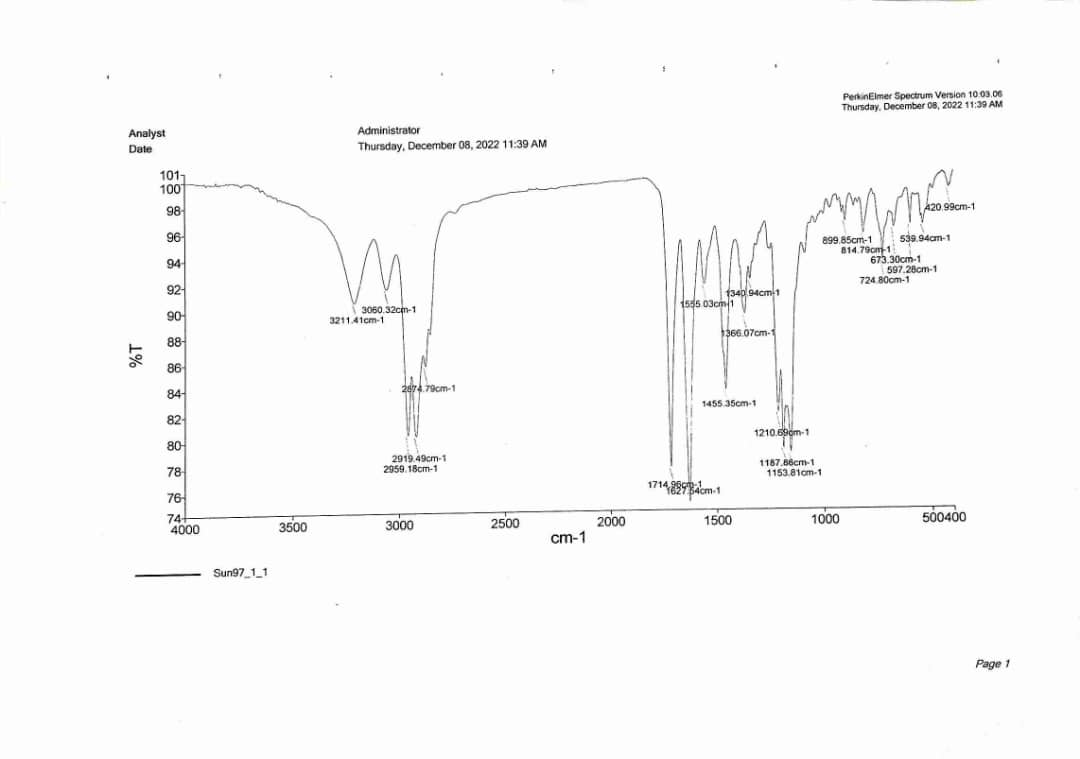 PerkinElmer Spectrum Version 10.03.06
Thursday, December 08, 2022 11:39 AM
Analyst
Administrator
Date
Thursday, December 08, 2022 11:39 AM
101
100
98
96
94
92
90
88
86
84
82
80
78
76
74
%T
4000
3500
3000
2500
2000
1500
1000
500400
cm-1
3211.41cm-1
3060.32cm-1
2874.79cm-1
2919.49cm-1
2959.18cm-1
1714.96cm-1
1627.54cm-1
1555.03cm-1
1455.35cm-1
1340.94cm-1
1366.07cm-1
1210.69cm-1
1187.86cm-1
1153.81cm-1
899.85cm-1
814.79cm-1
724.80cm-1
673.30cm-1
597.28cm-1
539.94cm-1
420.99cm-1
Sun97_1_1
Page 1